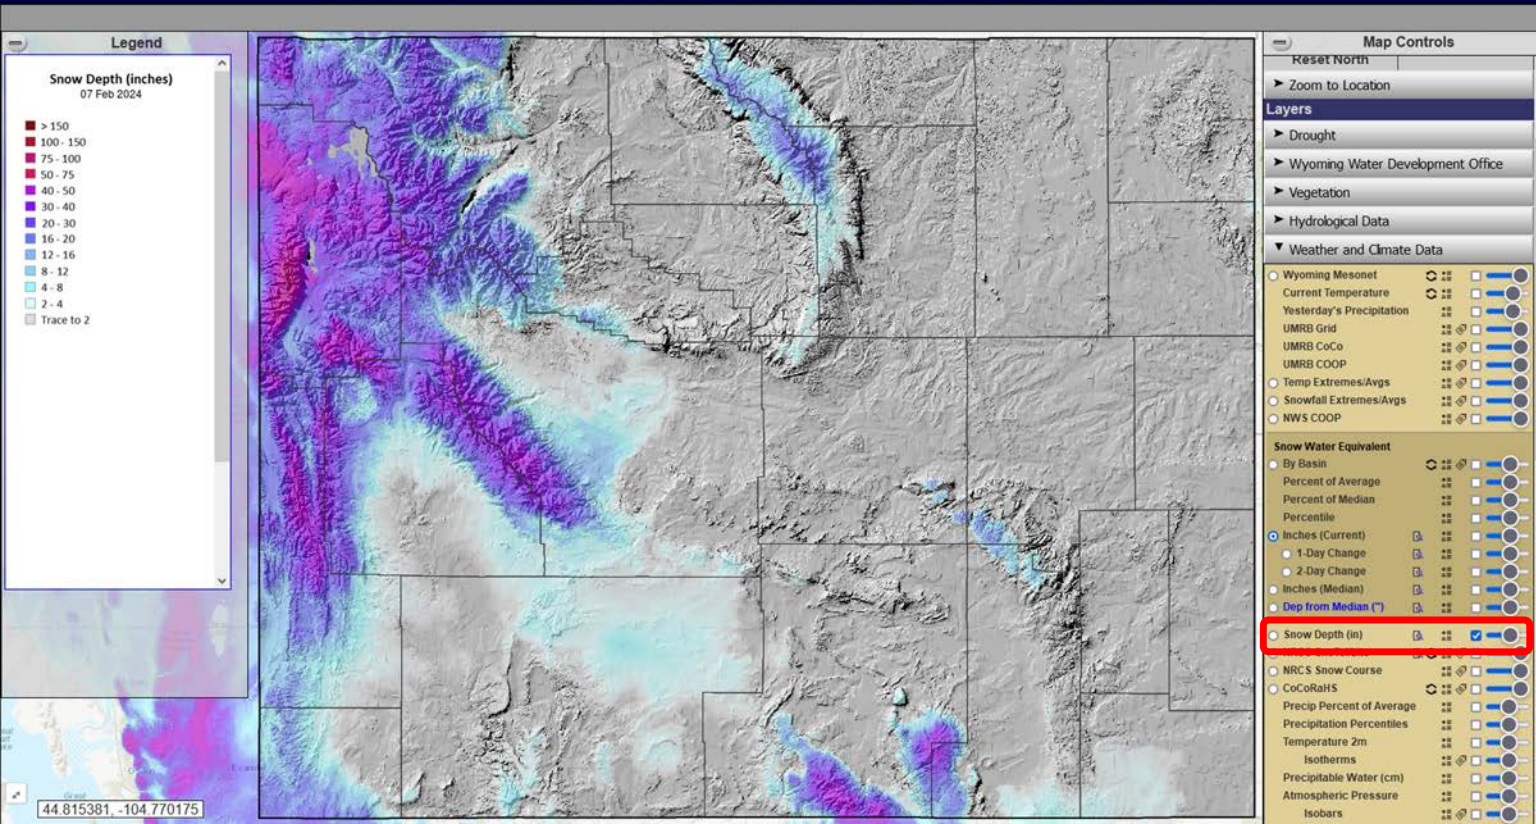 Legend
Snow Depth (inches)
07 Feb 2024
> 150
100 - 150
75 - 100
50 - 75
40 - 50
30 - 40
20 - 30
16 - 20
12 - 16
8 - 12
4 - 8
2 - 4
Trace to 2
44.815381, -104.770175
Map Controls
Reset North
Zoom to Location
Layers
Drought
Wyoming Water Development Office
Vegetation
Hydrological Data
Weather and Climate Data
Wyoming Mesonet
Current Temperature
Yesterday's Precipitation
UMRB Grid
UMRB CoCo
UMRB COOP
Temp Extremes/Avgs
Snowfall Extremes/Avgs
NWS COOP
Snow Water Equivalent
By Basin
Percent of Average
Percent of Median
Percentile
Inches (Current)
1-Day Change
2-Day Change
Inches (Median)
Dep from Median (")
Snow Depth (in)
NRCS Snow Course
CoCoRaHS
Precip Percent of Average
Precipitation Percentiles
Temperature 2m
Isotherms
Precipitable Water (cm)
Atmospheric Pressure
Isobars